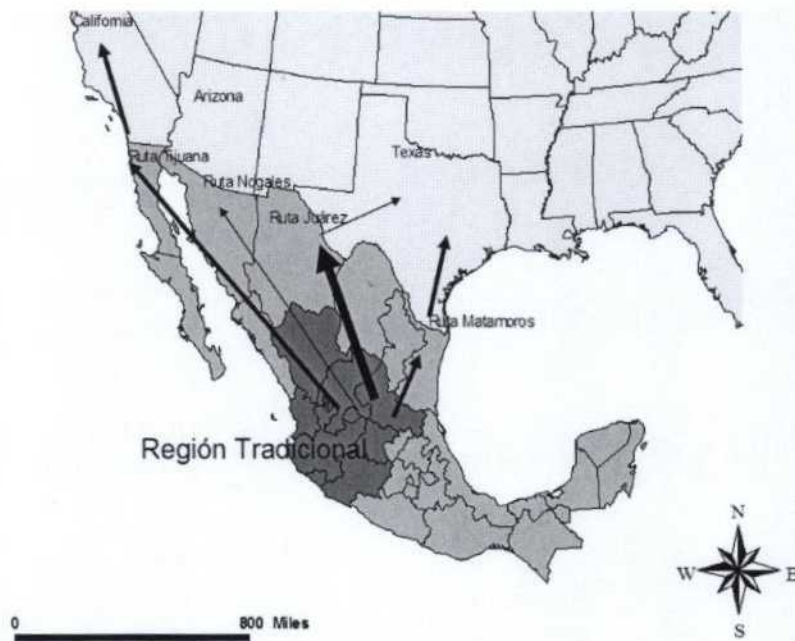 California
Arizona
Texas
Ruta Tijuana
Ruta Nogales
Ruta Juárez
Ruta Matamoros
Región Tradicional
N
W
E
S
0
800 Miles